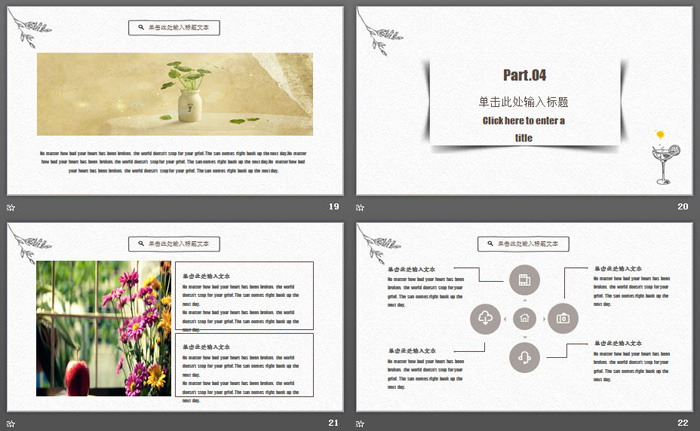 单击此处输入标题文本
No matter how bad your heart has been broken, the world doesn't stop for your grief. The sun comes right back up the next day.No matter
how bad your heart has been broken, the world doesn't stop for your grief. The sun comes right back up the next day.No matter how bad
your heart has been broken, the world doesn't stop for your grief. The sun comes right back up the next day.
19
Part.04
单击此处输入标题
Click here to enter a
title
20
单击此处输入标题文本
单击此处输入文本
No matter how bad your heart has been broken, the world
doesn't stop for your grief. The sun comes right back up the
next day.
No matter how bad your heart has been broken, the world
doesn't stop for your grief. The sun comes right back up the
next day.
单击此处输入文本
No matter how bad your heart has been broken, the world
doesn't stop for your grief. The sun comes right back up the
next day.
No matter how bad your heart has been broken, the world
doesn't stop for your grief. The sun comes right back up the
next day.
21
单击此处输入标题文本
单击此处输入文本
No matter how bad your heart has been
broken, the world doesn't stop for your
grief. The sun comes right back up the
next day.
单击此处输入文本
No matter how bad your heart has been
broken, the world doesn't stop for your
grief. The sun comes right back up the
next day.
单击此处输入文本
No matter how bad your heart has been
broken, the world doesn't stop for your
grief. The sun comes right back up the
next day.
单击此处输入文本
No matter how bad your heart has been
broken, the world doesn't stop for your
grief. The sun comes right back up the
next day.
22